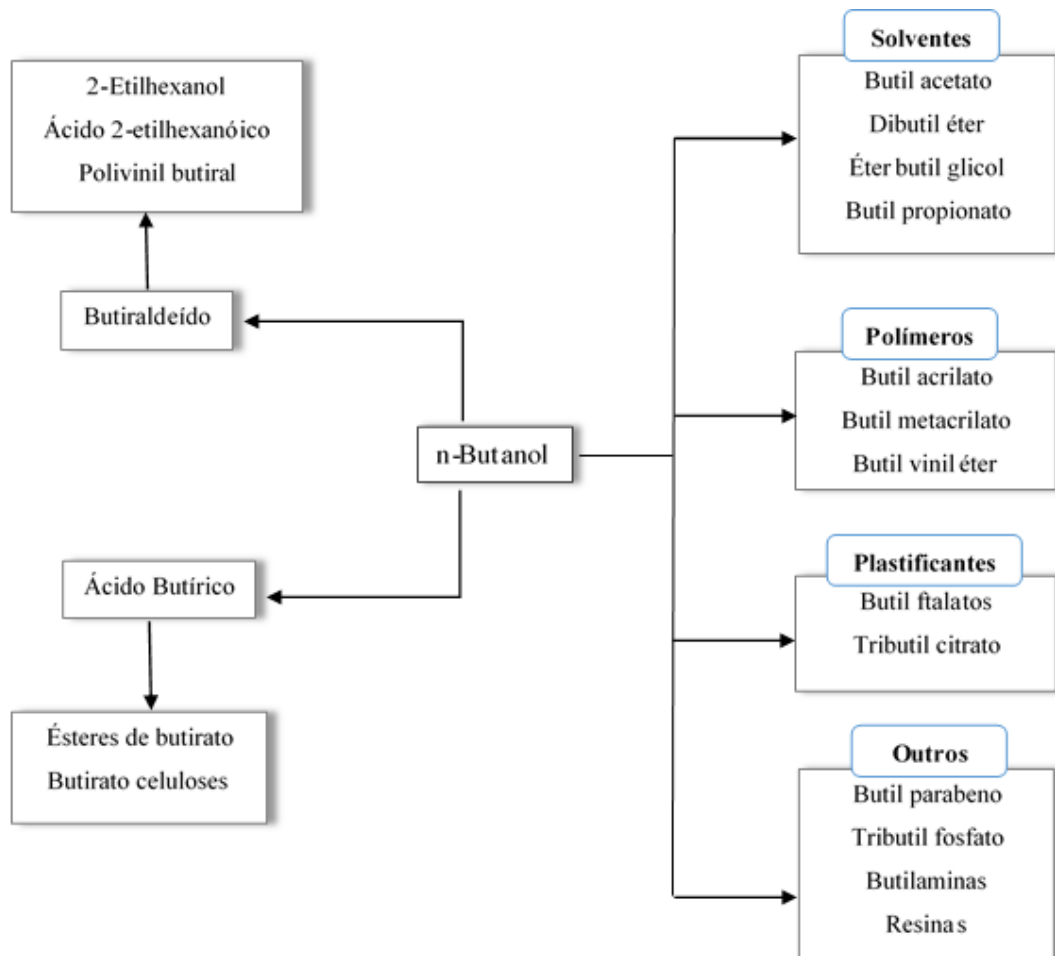 2-Etilhexanol
Ácido 2-etilhexanóico
Polivinil butiral
Butiraldeído
n-Butanol
Ácido Butírico
Ésteres de butirato
Butirato celuloses
Solventes
Butil acetato
Dibutil éter
Éter butil glicol
Butil propionato
Polímeros
Butil acrilato
Butil metacrilato
Butil vinil éter
Plastificantes
Butil ftalatos
Tributil citrato
Outros
Butil parabeno
Tributil fosfato
Butilaminas
Resinas